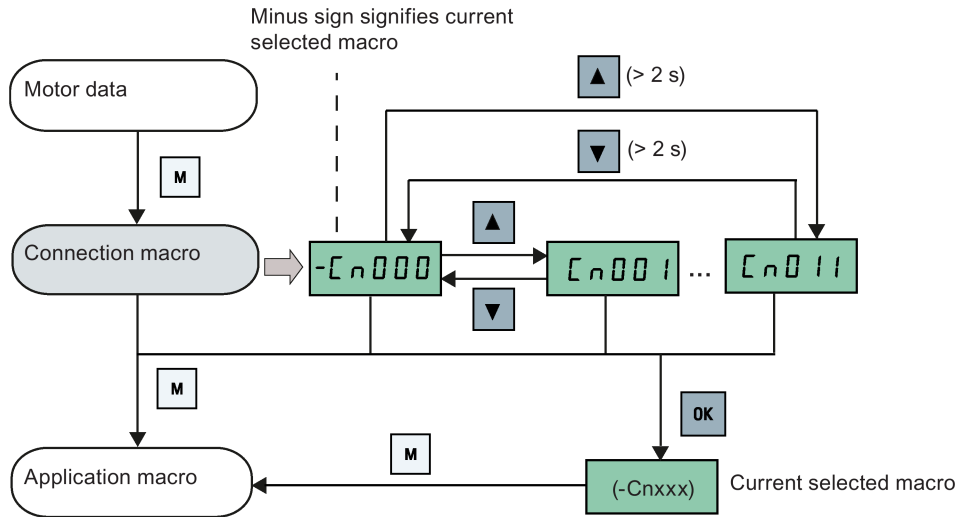 Minus sign signifies current
selected macro
▲ (> 2 s)
Motor data
▼ (> 2 s)
M
▲
Connection macro
-Cn000
Cn001
...
Cn011
▼
M
OK
M
Application macro
(-Cnxxx)
Current selected macro